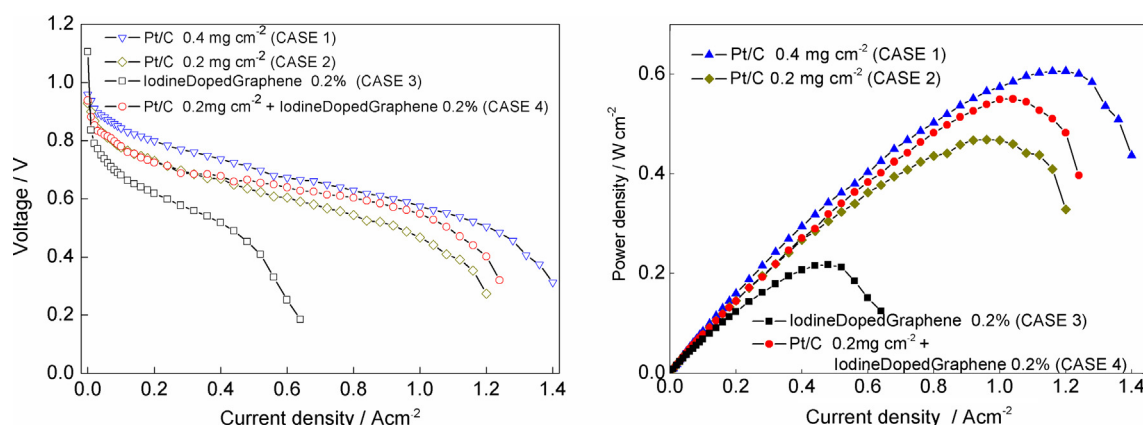 1.2
1.0
0.8
0.6
0.4
0.2
0.0
Voltage / V
Pt/C 0.4 mg cm-2 (CASE 1)
Pt/C 0.2 mg cm-2 (CASE 2)
IodineDopedGraphene 0.2% (CASE 3)
Pt/C 0.2mg cm-2 + IodineDopedGraphene 0.2% (CASE 4)
0.0 0.2 0.4 0.6 0.8 1.0 1.2 1.4
Current density / Acm-2
0.6
0.4
0.2
0.0
Power density / W cm-2
Pt/C 0.4 mg cm-2 (CASE 1)
Pt/C 0.2 mg cm-2 (CASE 2)
IodineDopedGraphene 0.2% (CASE 3)
Pt/C 0.2mg cm-2 +
IodineDopedGraphene 0.2% (CASE 4)
0.0 0.2 0.4 0.6 0.8 1.0 1.2 1.4
Current density / Acm-2